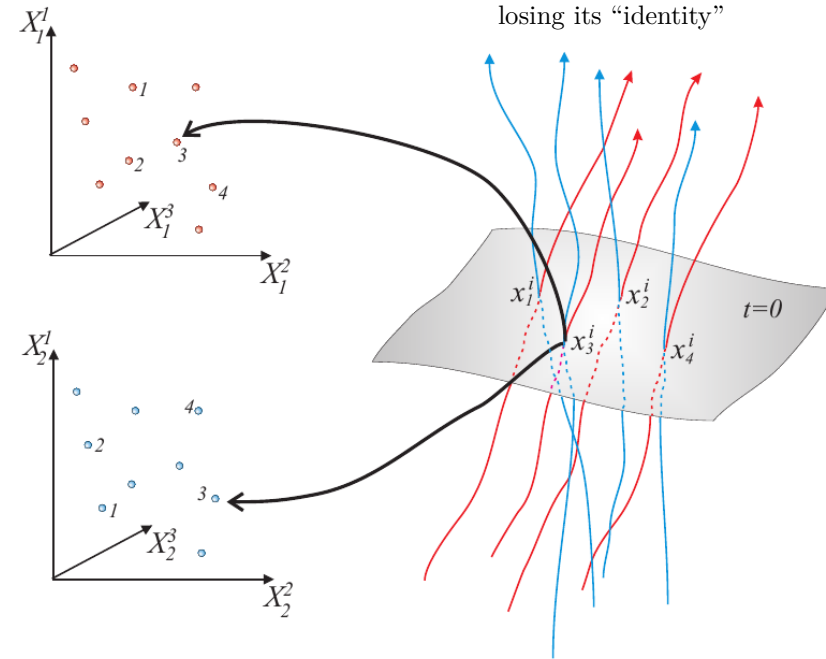 losing its “identity”
X_1^1
1
3
2
4
X_1^3
X_1^2
x_1^i
x_2^i
t=0
x_3^i
x_4^i
X_2^1
4
2
3
1
X_2^3
X_2^2